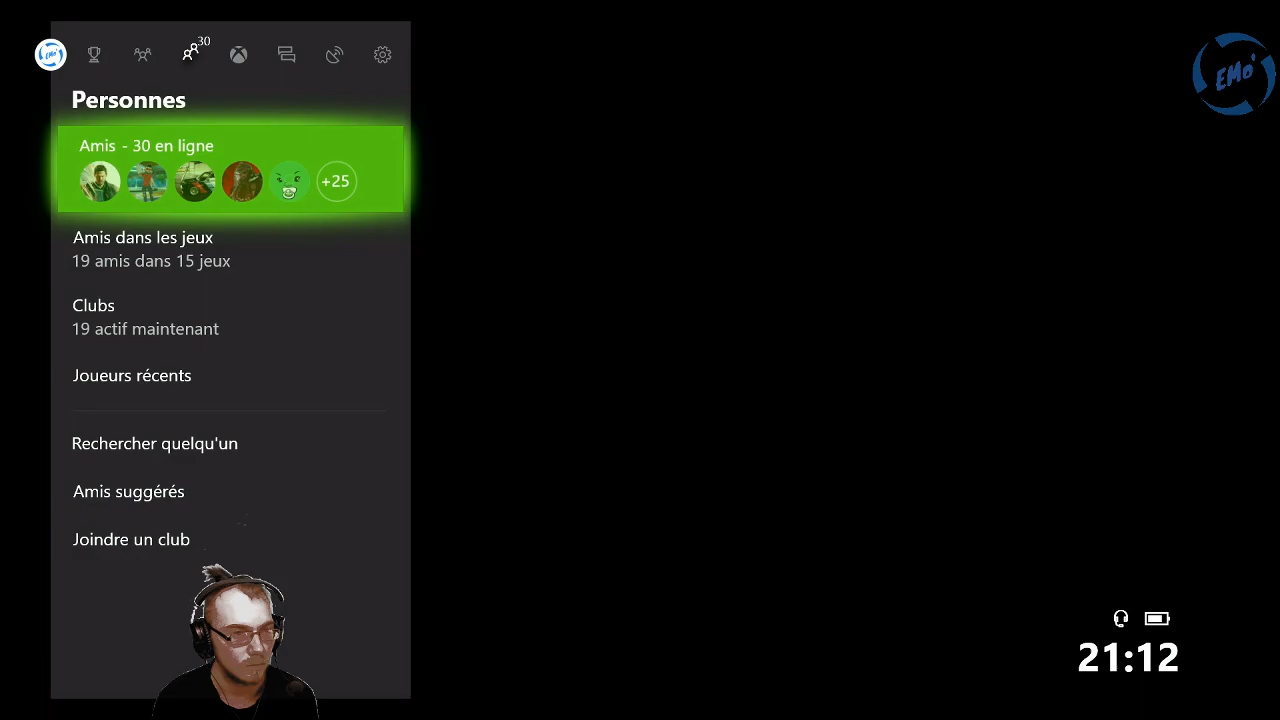 EMo'
30
EMo'
Personnes
Amis - 30 en ligne
+25
Amis dans les jeux
19 amis dans 15 jeux
Clubs
19 actif maintenant
Joueurs récents
Rechercher quelqu'un
Amis suggérés
Joindre un club
21:12